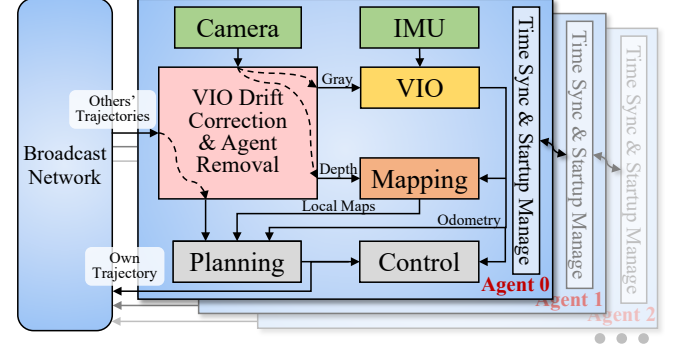 Camera
IMU
Gray
VIO
VIO Drift
Correction
& Agent
Removal
Others'
Trajectories
Broadcast
Network
Depth
Mapping
Local Maps
Odometry
Own
Trajectory
Planning
Control
Time Sync & Startup Manage
Agent 0
Time Sync & Startup Manage
Agent 1
Time Sync & Startup Manage
Agent 2